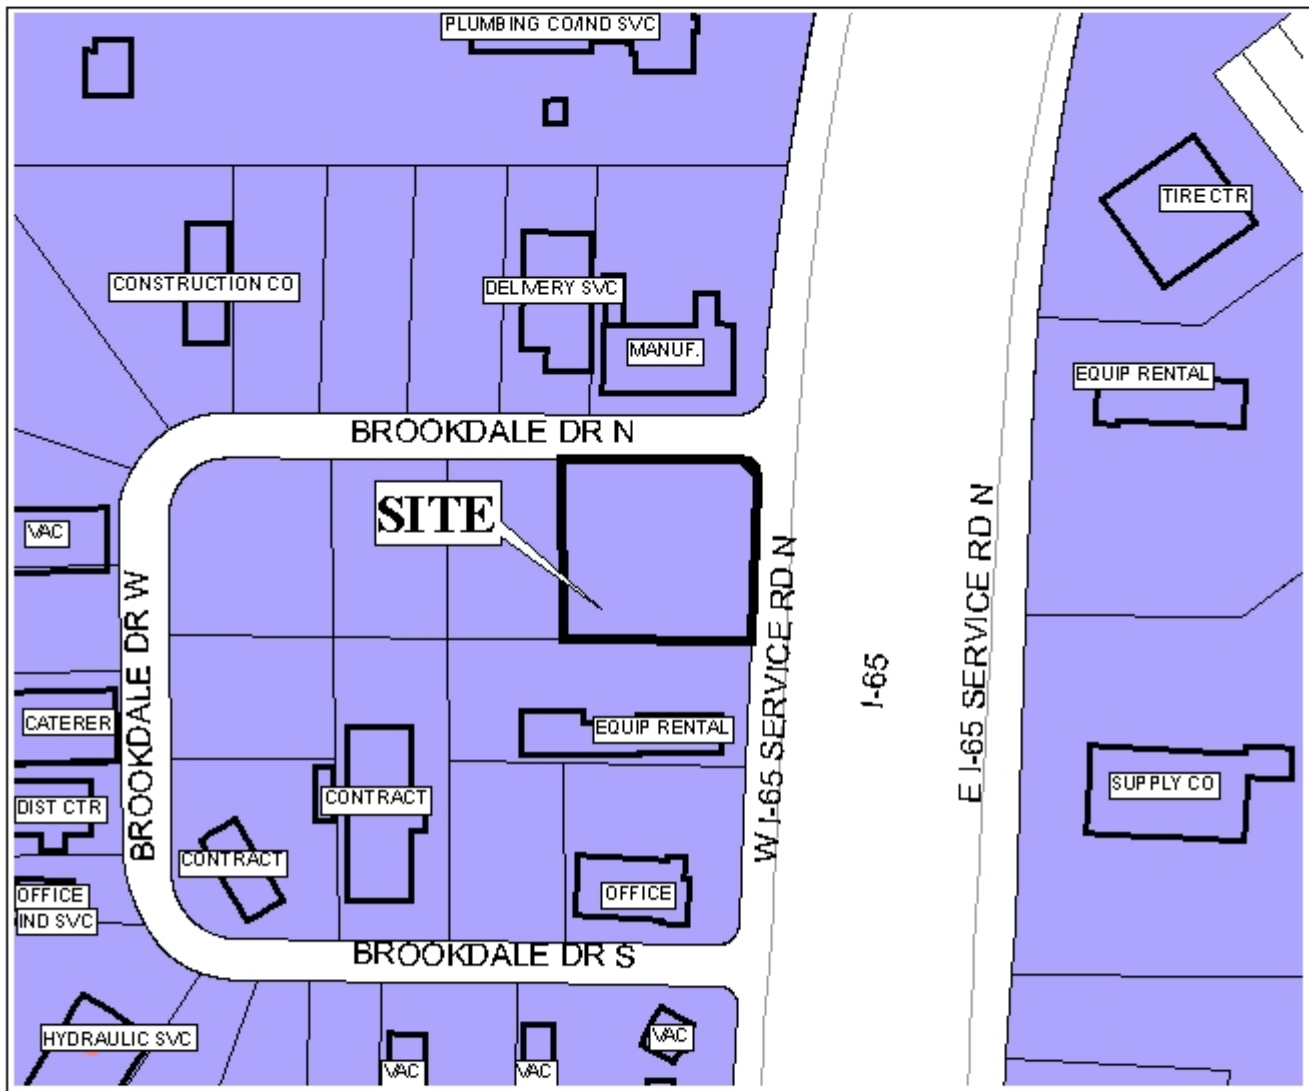 PLUMBING CO/IND SVC
TIRE CTR
CONSTRUCTION CO
DELIVERY SVC
MANUF.
EQUIP RENTAL
BROOKDALE DR N
SITE
VAC
BROOKDALE DR W
W I-65 SERVICE RD N
I-65
E I-65 SERVICE RD N
CATERER
EQUIP RENTAL
DIST CTR
CONTRACT
SUPPLY CO
CONTRACT
OFFICE
IND SVC
OFFICE
BROOKDALE DR S
HYDRAULIC SVC
VAC
VAC
VAC